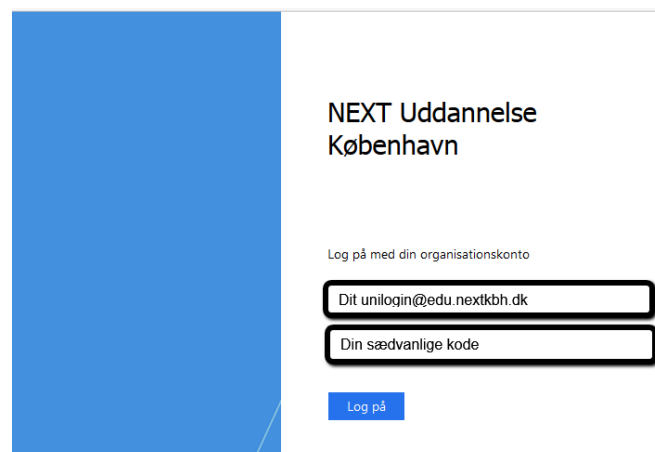 NEXT Uddannelse
København
Log på med din organisationskonto
Dit unilogin@edu.nextkbh.dk
Din sædvanlige kode
Log på